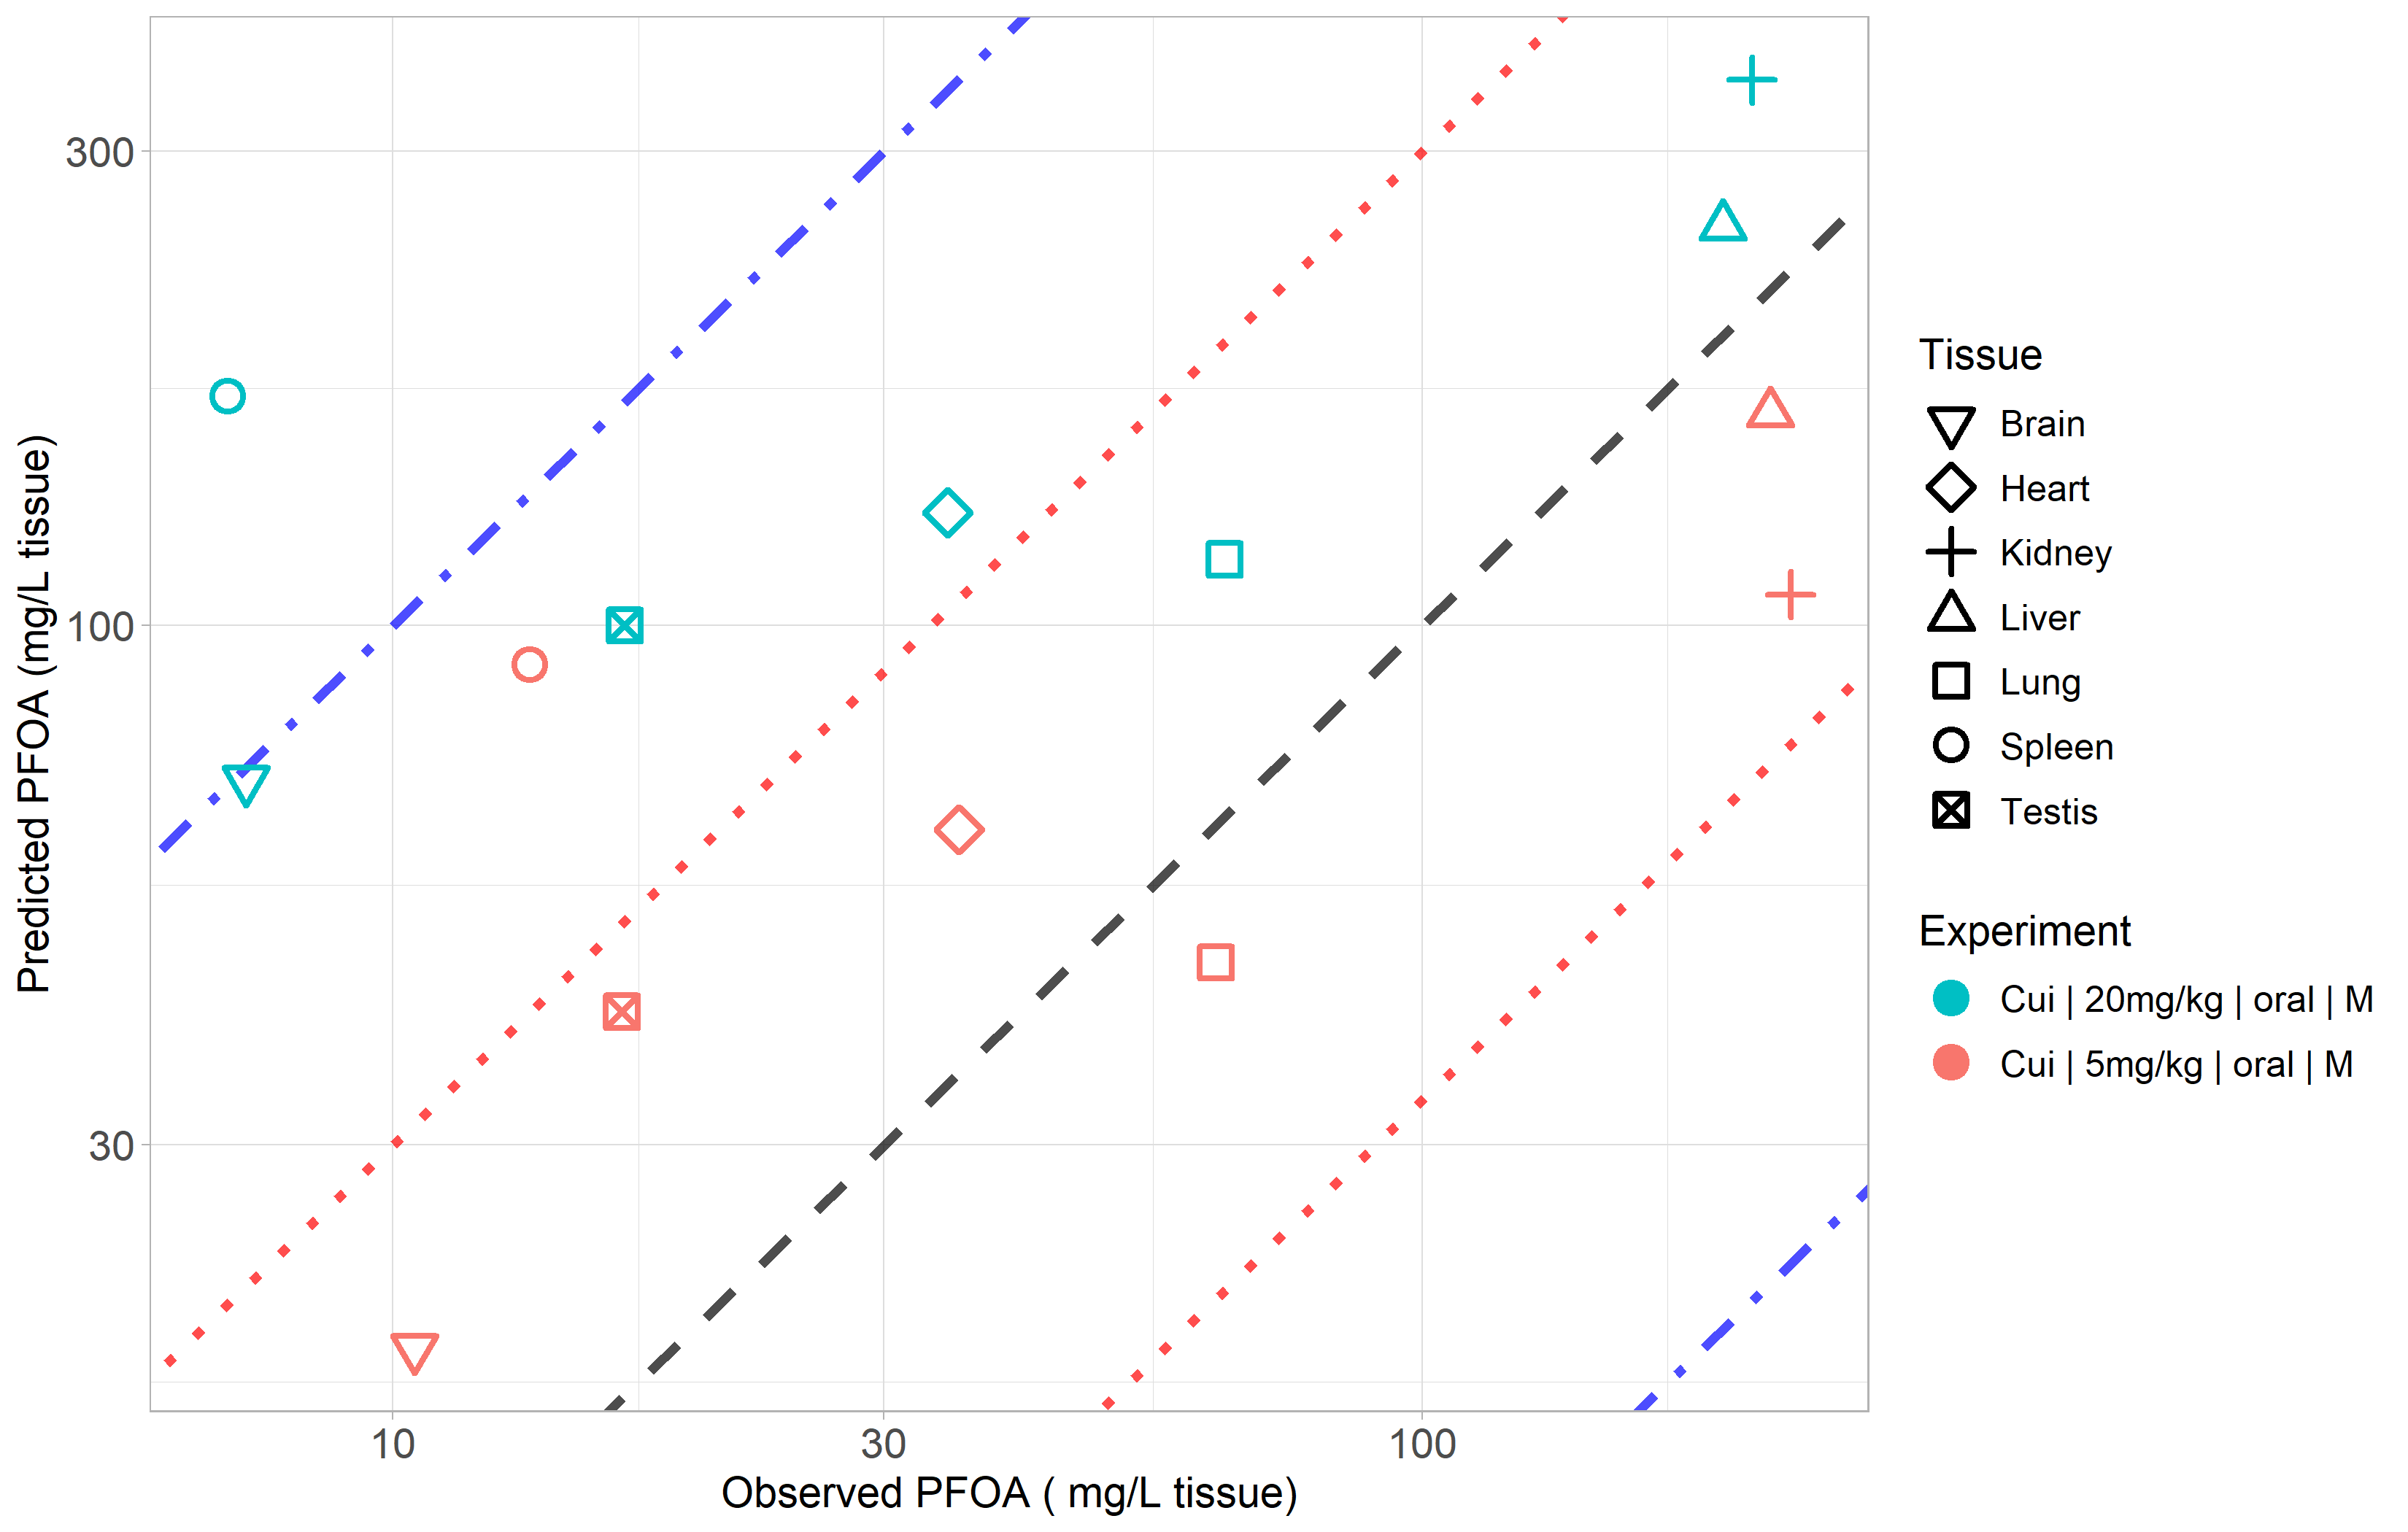 Predicted PFOA (mg/L tissue)
300
100
30
10
30
100
Observed PFOA ( mg/L tissue)
Tissue
Brain
Heart
Kidney
Liver
Lung
Spleen
Testis
Experiment
Cui | 20mg/kg | oral | M
Cui | 5mg/kg | oral | M